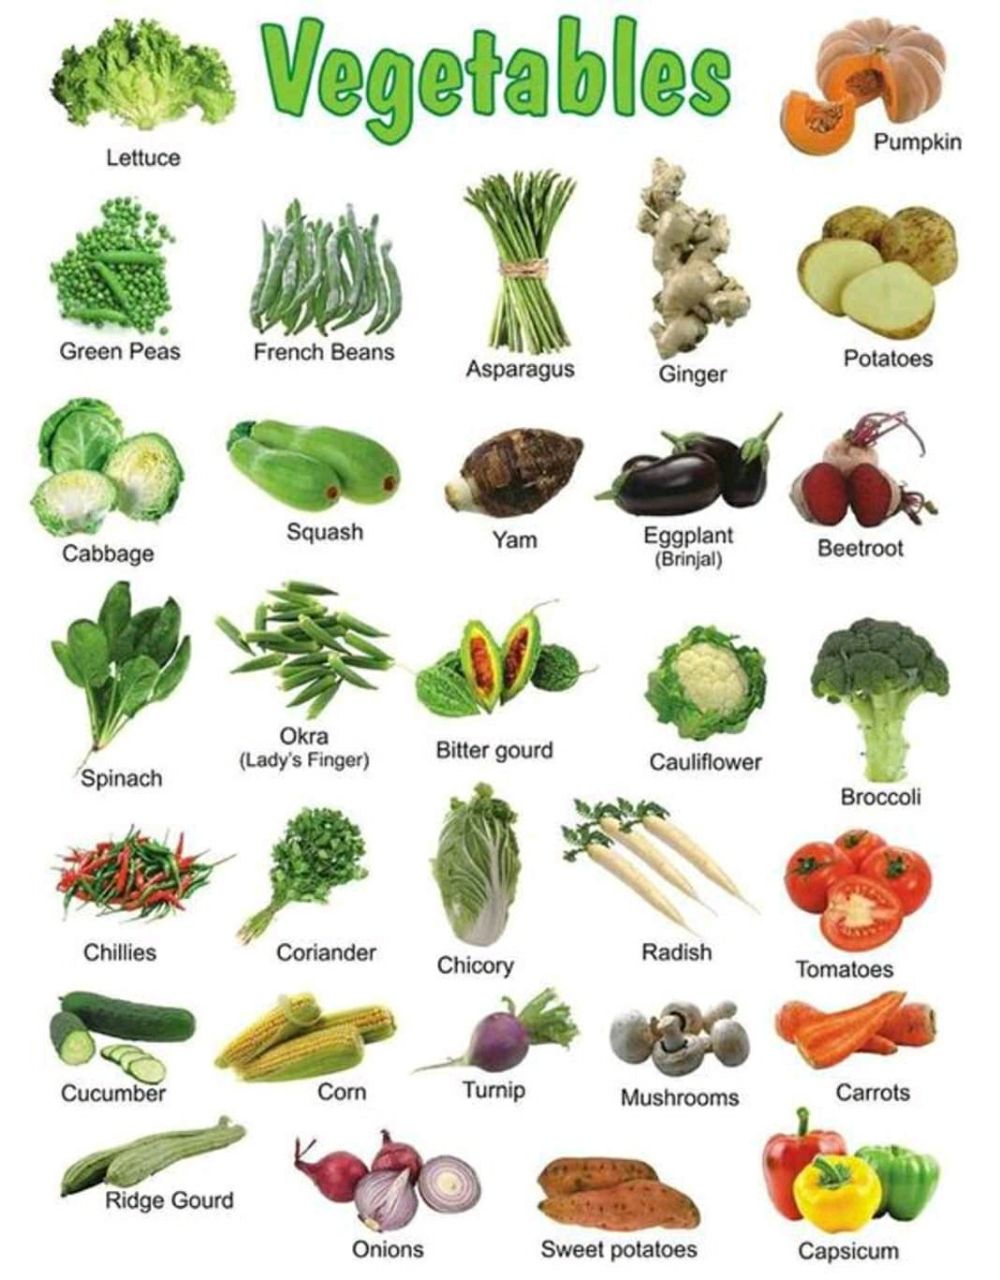 Vegetables
Lettuce
Pumpkin
Green Peas
French Beans
Asparagus
Ginger
Potatoes
Cabbage
Squash
Yam
Eggplant
(Brinjal)
Beetroot
Spinach
Okra
(Lady's Finger)
Bitter gourd
Cauliflower
Broccoli
Chillies
Coriander
Chicory
Radish
Tomatoes
Cucumber
Corn
Turnip
Mushrooms
Carrots
Ridge Gourd
Onions
Sweet potatoes
Capsicum